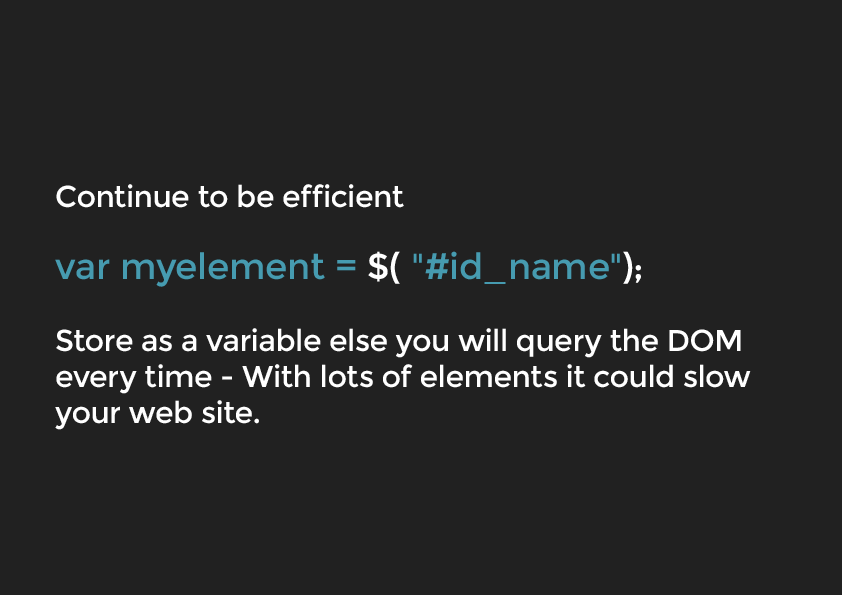 Continue to be efficient
var myelement = $( "#id_name");
Store as a variable else you will query the DOM
every time - With lots of elements it could slow
your web site.